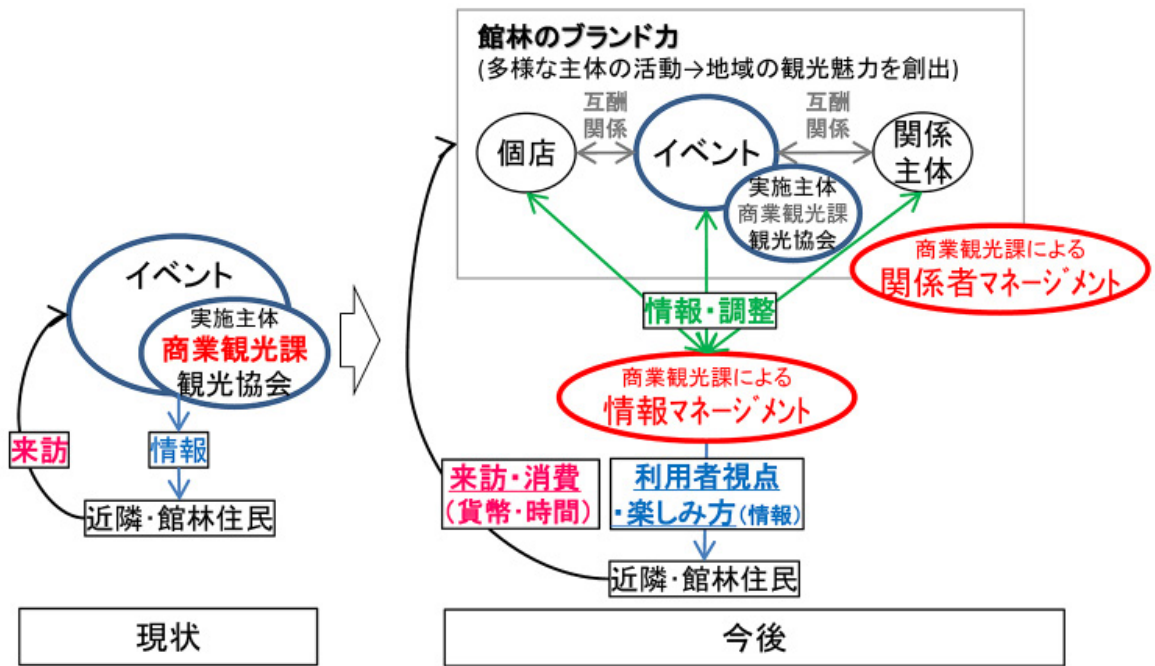 館林のブランド力
(多様な主体の活動→地域の観光魅力を創出)
互酬
関係
互酬
関係
個店
イベント
関係
主体
実施主体
商業観光課
観光協会
商業観光課による
関係者マネージメント
情報・調整
商業観光課による
情報マネージメント
来訪・消費
(貨幣・時間)
利用者視点
・楽しみ方(情報)
近隣・館林住民
今後
イベント
実施主体
商業観光課
観光協会
来訪
情報
近隣・館林住民
現状